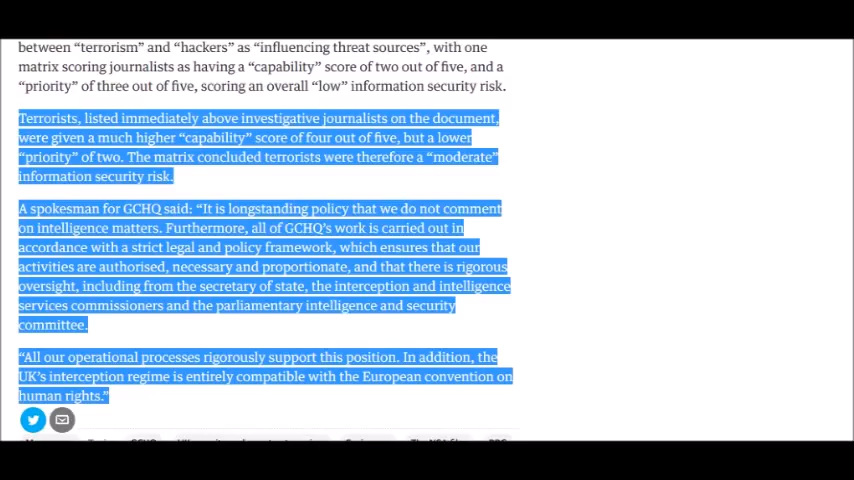 between “terrorism” and “hackers” as “influencing threat sources”, with one
matrix scoring journalists as having a “capability” score of two out of five, and a
“priority” of three out of five, scoring an overall “low” information security risk.
Terrorists, listed immediately above investigative journalists on the document,
were given a much higher “capability” score of four out of five, but a lower
“priority” of two. The matrix concluded terrorists were therefore a “moderate”
information security risk.
A spokesman for GCHQ said: “It is longstanding policy that we do not comment
on intelligence matters. Furthermore, all of GCHQ’s work is carried out in
accordance with a strict legal and policy framework, which ensures that our
activities are authorised, necessary and proportionate, and that there is rigorous
oversight, including from the secretary of state, the interception and intelligence
services commissioners and the parliamentary intelligence and security
committee.
“All our operational processes rigorously support this position. In addition, the
UK’s interception regime is entirely compatible with the European convention on
human rights.”